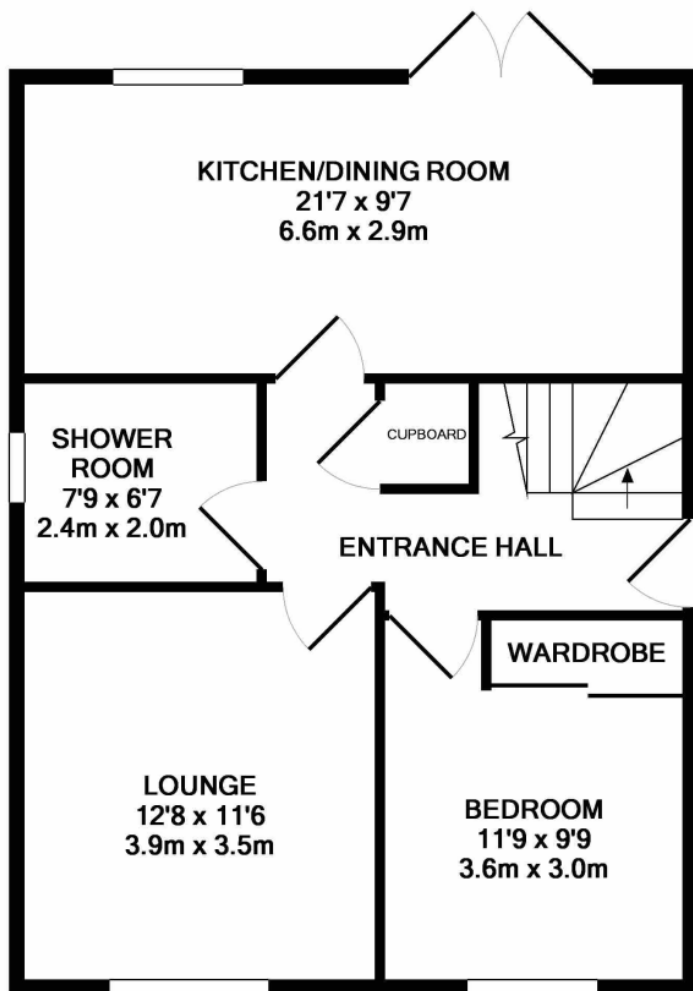 KITCHEN/DINING ROOM
21'7 x 9'7
6.6m x 2.9m
SHOWER
ROOM
7'9 x 6'7
2.4m x 2.0m
CUPBOARD
ENTRANCE HALL
WARDROBE
LOUNGE
12'8 x 11'6
3.9m x 3.5m
BEDROOM
11'9 x 9'9
3.6m x 3.0m